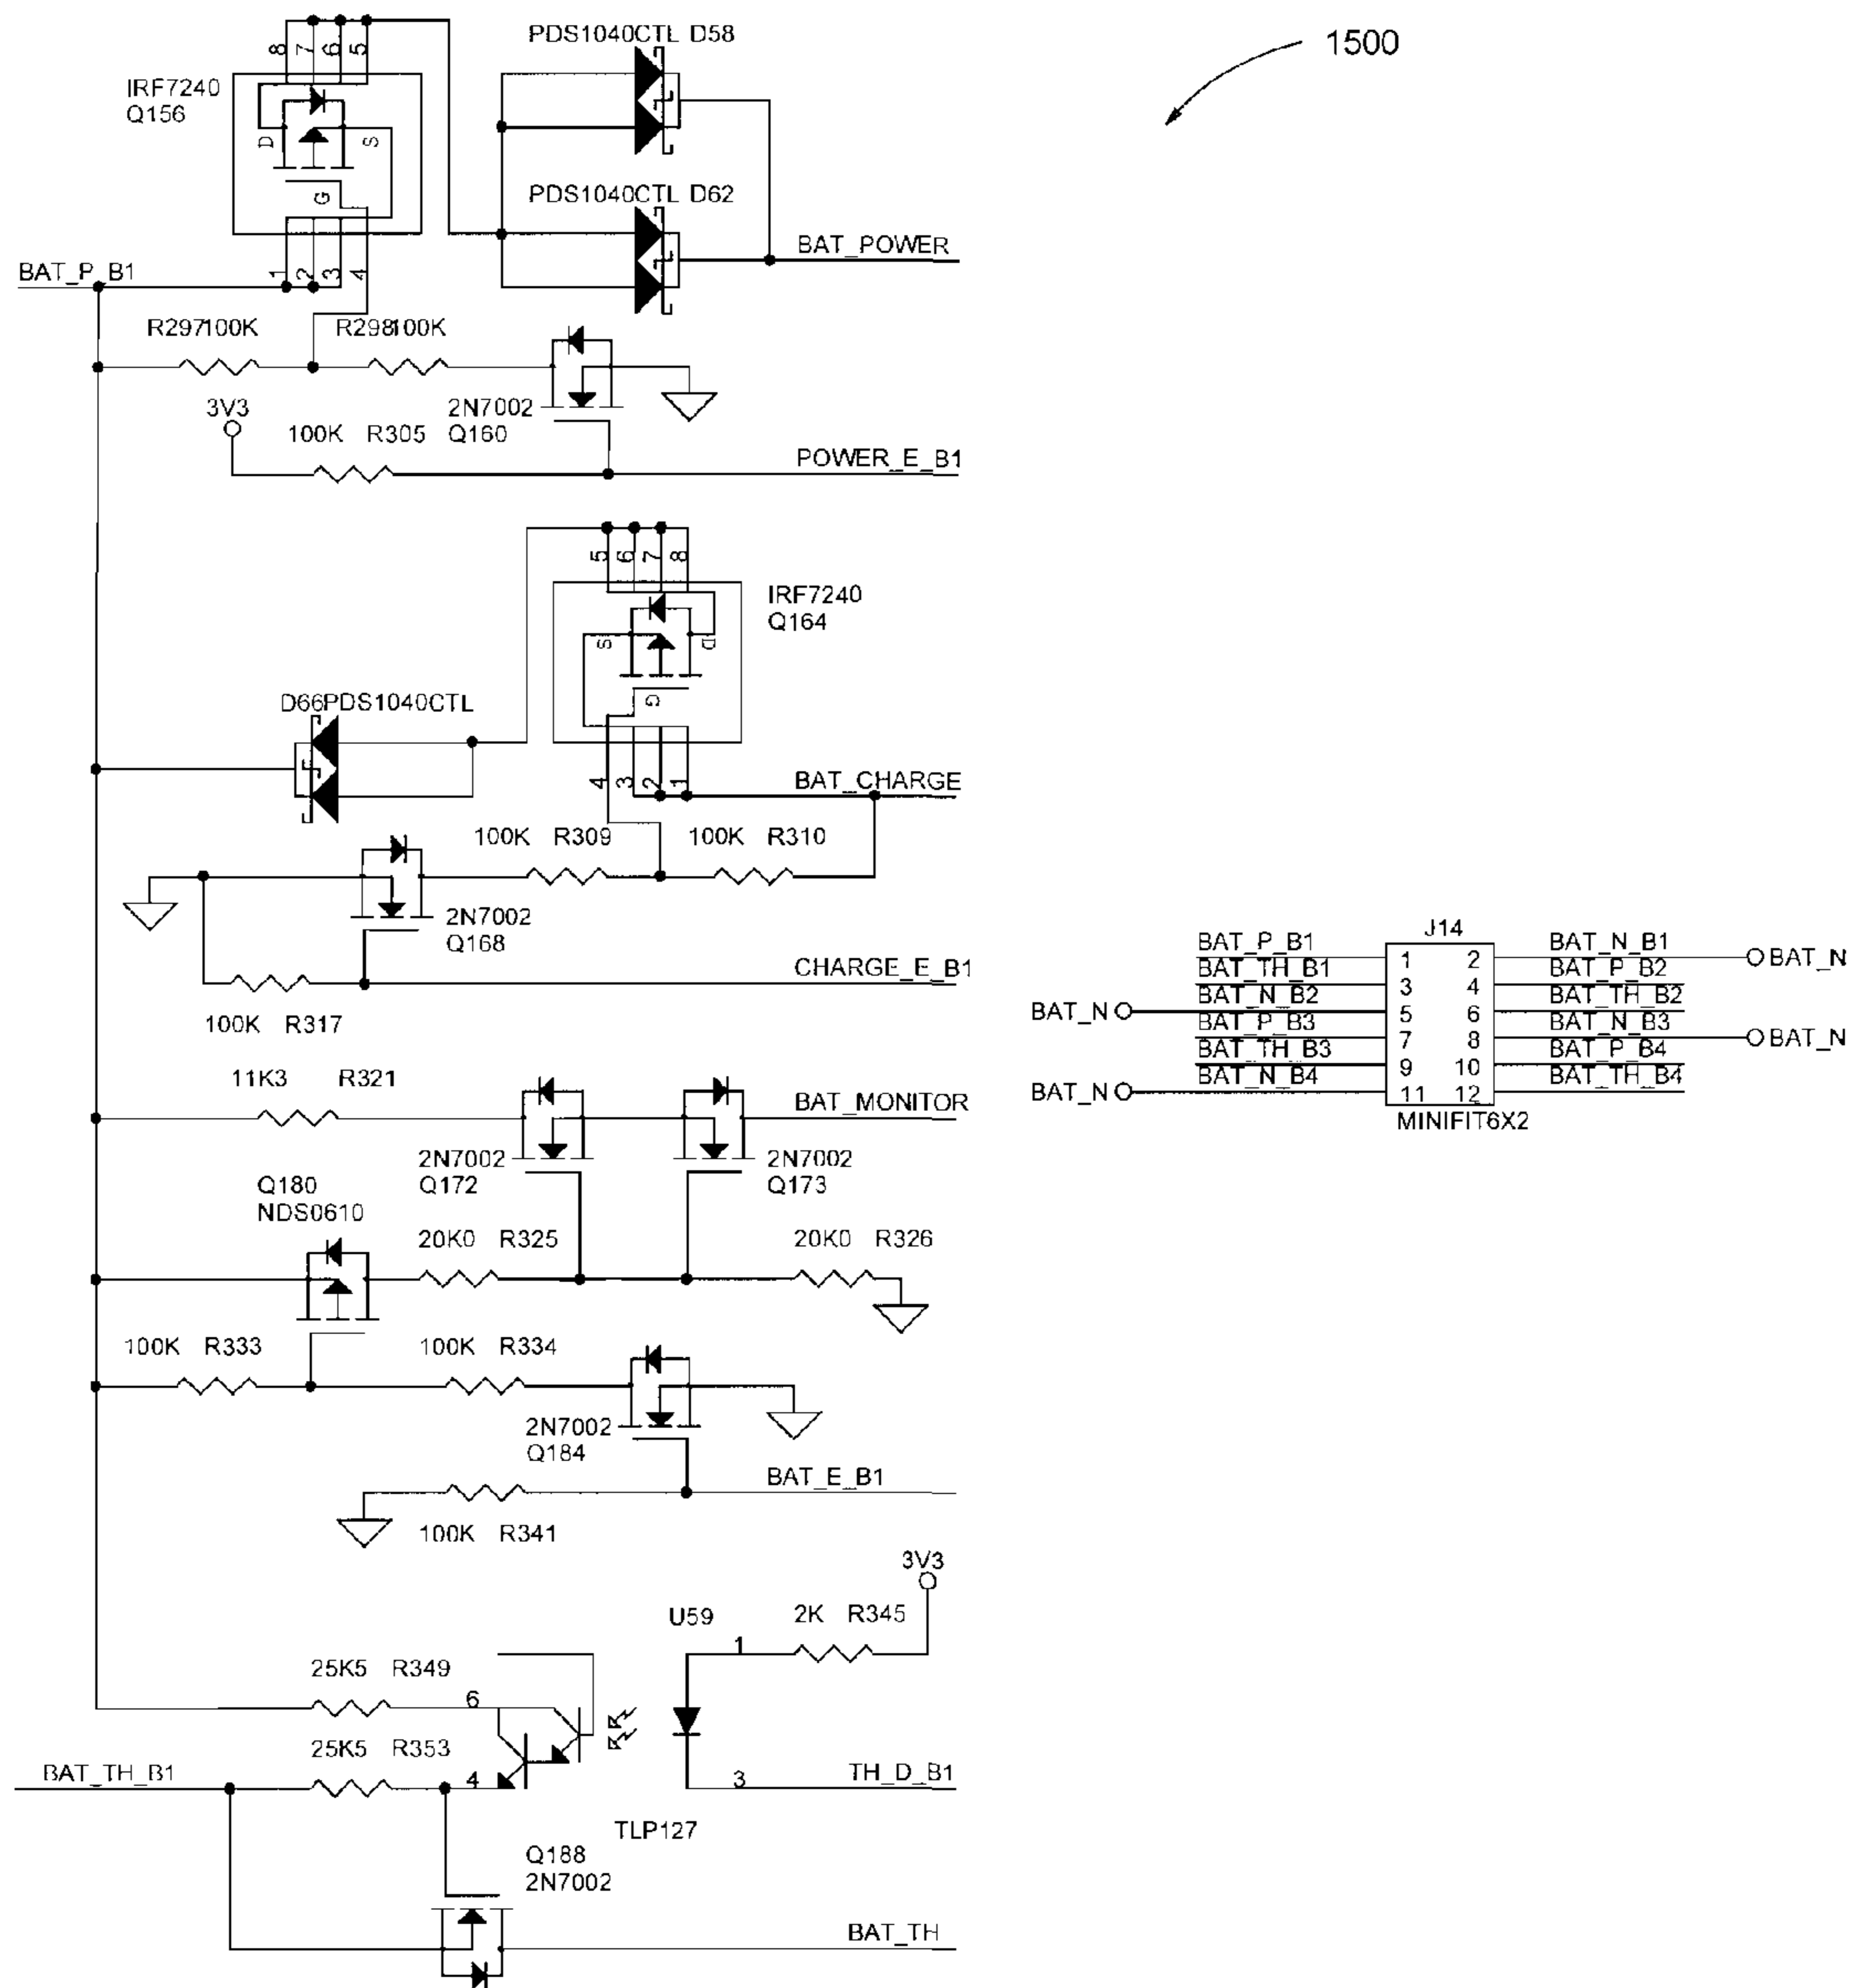 1500
PDS1040CTL D58
8 7 6 5
IRF7240
Q156
D S
G
PDS1040CTL D62
BAT_POWER
1 2 3 4
BAT_P_B1
R297 100K
R298 100K
3V3
2N7002
Q160
100K R305
POWER_E_B1
5 6 7 8
IRF7240
Q164
S D
G
D66PDS1040CTL
4 3 2 1
BAT_CHARGE
100K R309
100K R310
2N7002
Q168
CHARGE_E_B1
100K R317
J14
BAT_P_B1 1 2 BAT_N_B1 BAT_N
BAT_TH_B1 3 4 BAT_P_B2
BAT_N BAT_N_B2 5 6 BAT_TH_B2
BAT_P_B3 7 8 BAT_N_B3 BAT_N
BAT_TH_B3 9 10 BAT_P_B4
BAT_N BAT_N_B4 11 12 BAT_TH_B4
MINIFIT6X2
11K3 R321
BAT_MONITOR
2N7002
Q172
2N7002
Q173
Q180
NDS0610
20K0 R325
20K0 R326
100K R333
100K R334
2N7002
Q184
BAT_E_B1
100K R341
3V3
U59
2K R345
1
25K5 R349
6
25K5 R353
BAT_TH_B1
4
3
TH_D_B1
TLP127
Q188
2N7002
BAT_TH